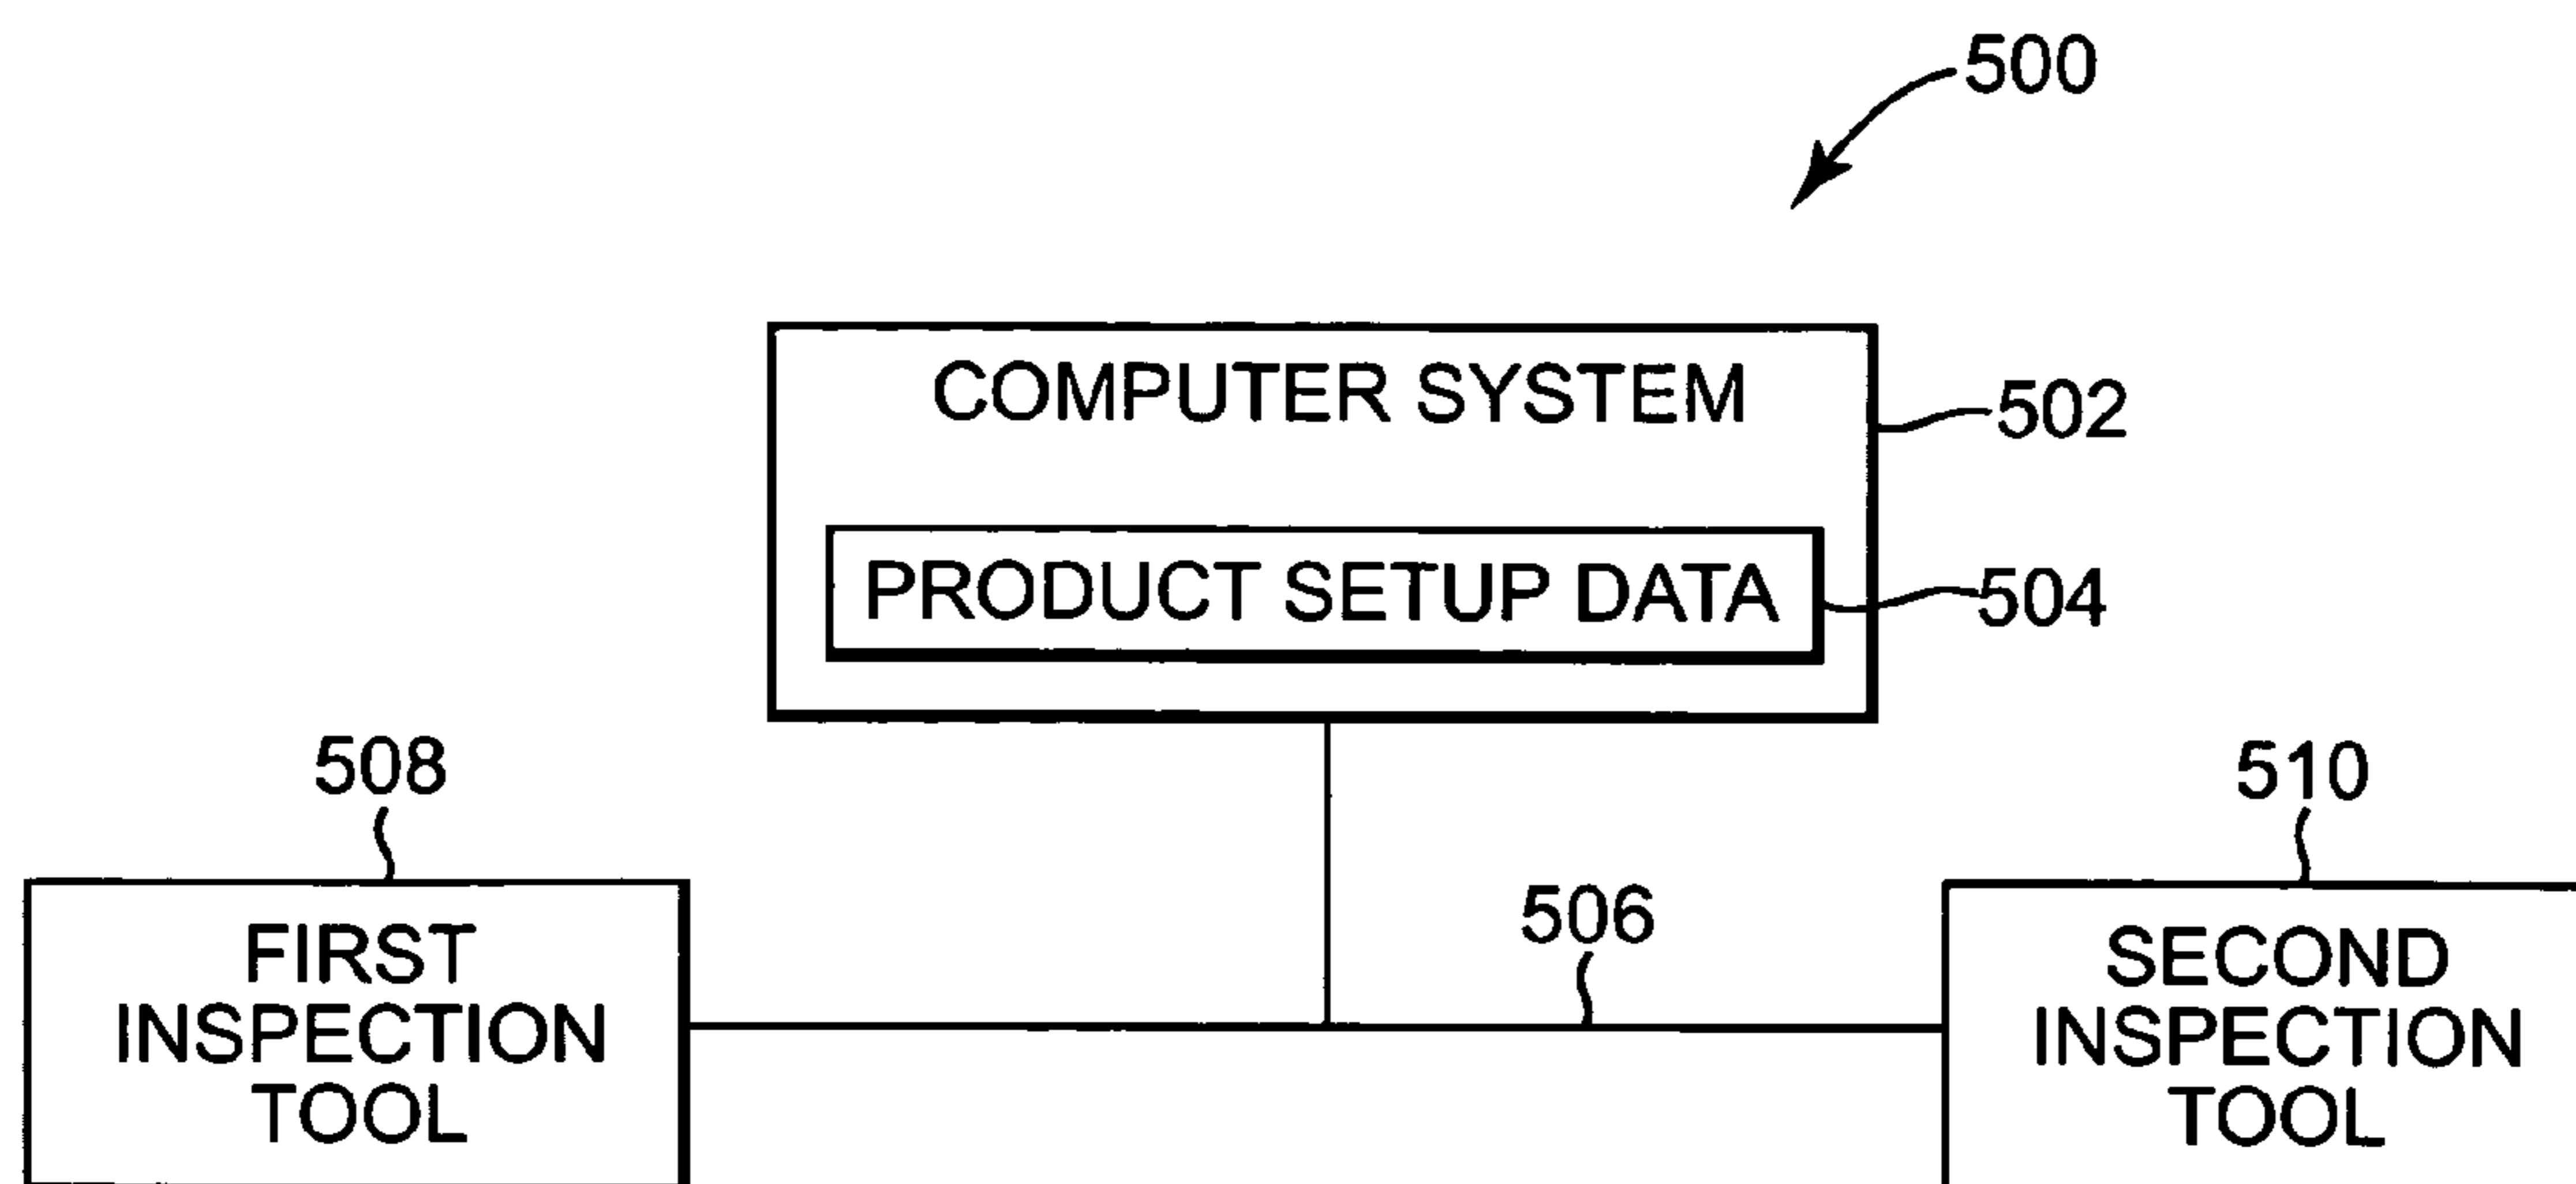 500
COMPUTER SYSTEM
502
PRODUCT SETUP DATA
504
508
510
506
FIRST
INSPECTION
TOOL
SECOND
INSPECTION
TOOL